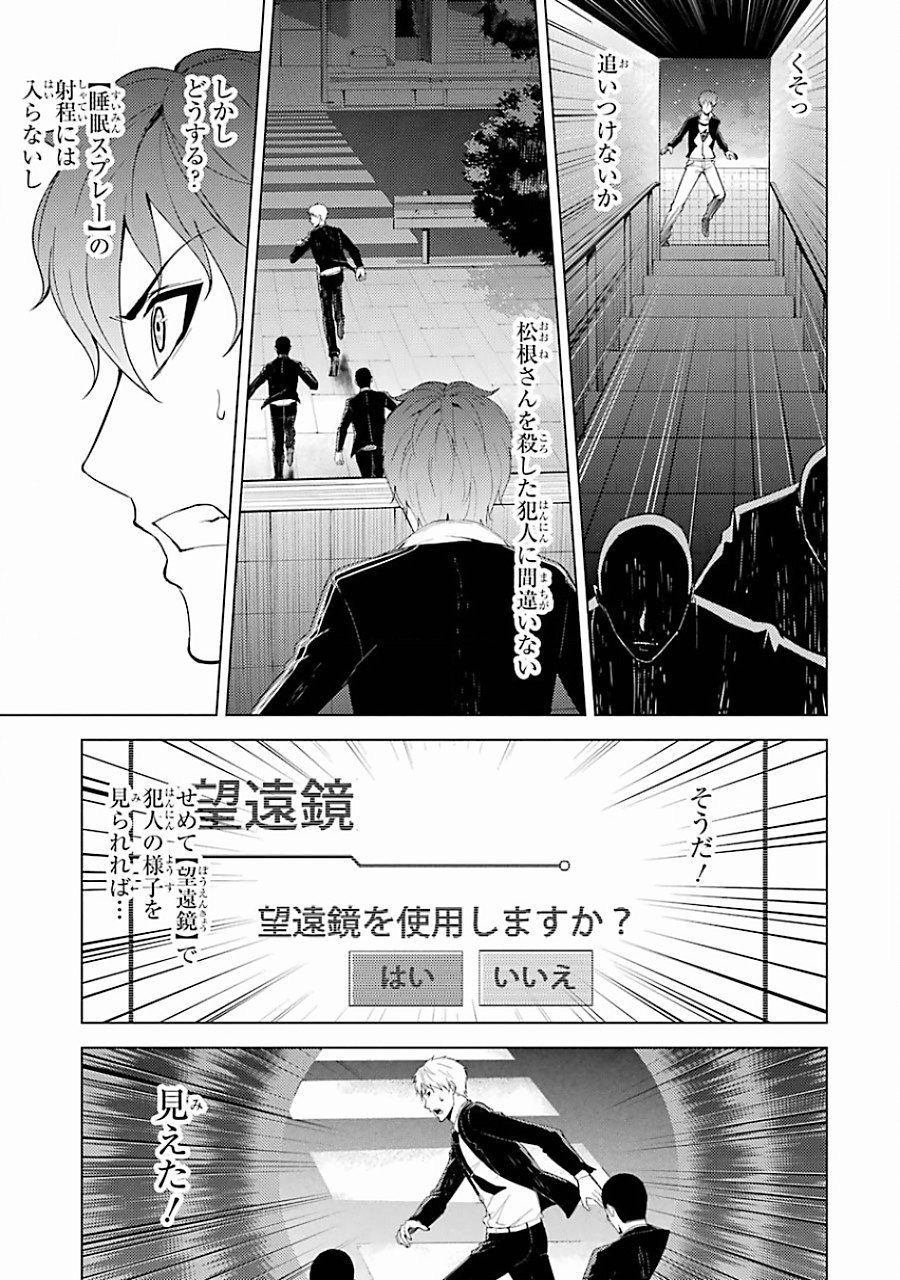 くそっ
追いつけないか
松根さんを殺した犯人に間違いない
しかし
どうする？
【睡眠スプレー】の
射程には
入らないし
そうだ！
望遠鏡
望遠鏡を使用しますか？
はい
いいえ
せめて【望遠鏡】で
犯人の様子を
見られれば…
見えた！